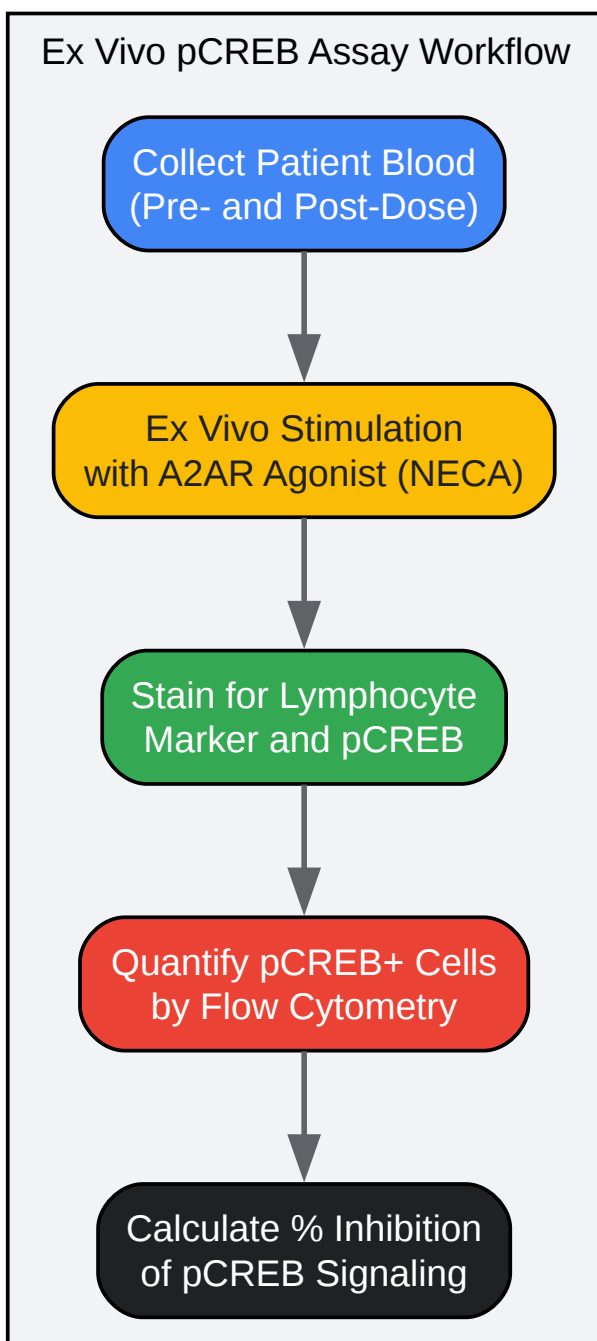 Ex Vivo pCREB Assay Workflow
Collect Patient Blood
(Pre- and Post-Dose)
Ex Vivo Stimulation
with A2AR Agonist (NECA)
Stain for Lymphocyte
Marker and pCREB
Quantify pCREB+ Cells
by Flow Cytometry
Calculate % Inhibition
of pCREB Signaling